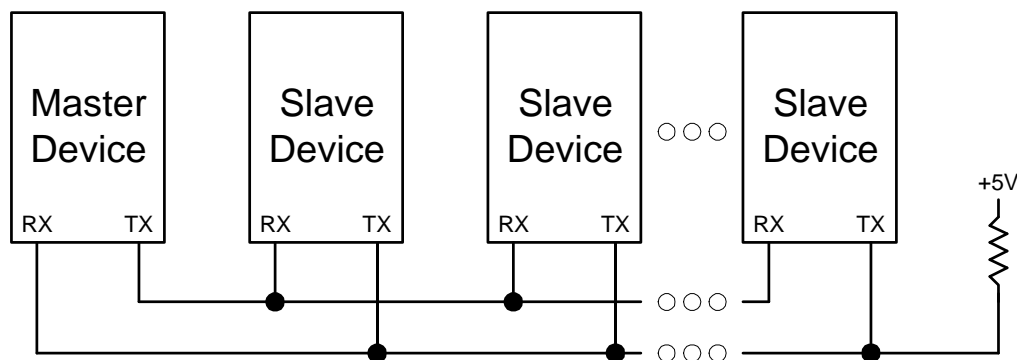 Master
Device
Slave
Device
Slave
Device
Slave
Device
RX TX
RX TX
RX TX
RX TX
+5V